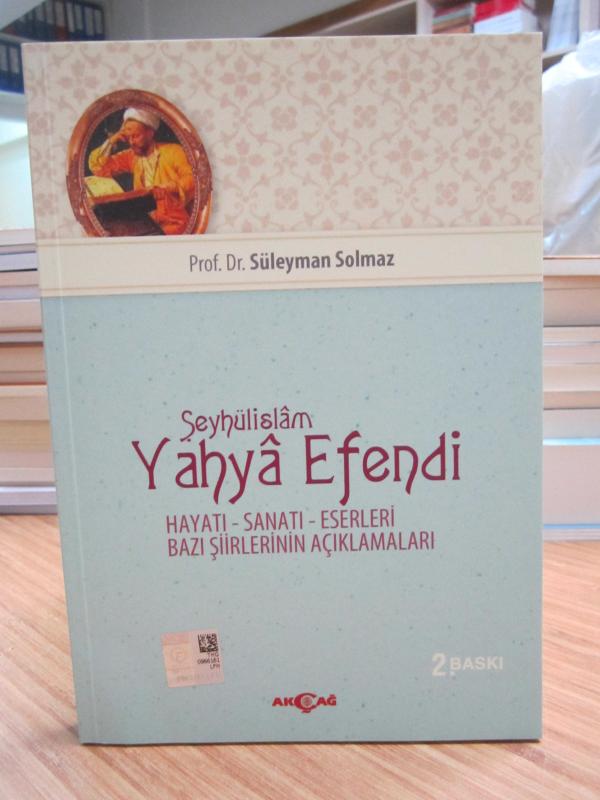 Prof. Dr. Süleyman Solmaz
Şeyhülislâm
Yahyâ Efendi
HAYATI - SANATI - ESERLERİ
BAZI ŞİİRLERİNİN AÇIKLAMALARI
2. BASKI
AKÇAĞ